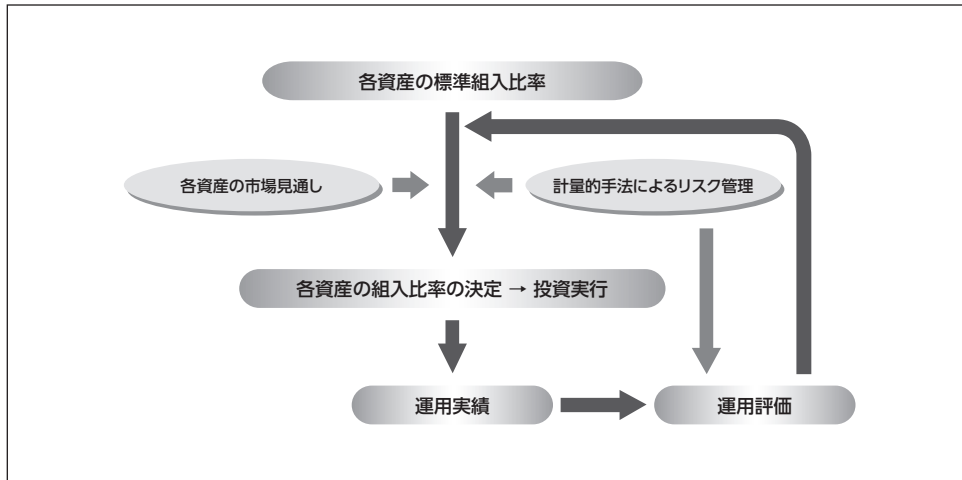 各資産の標準組入比率
各資産の市場見通し
計量的手法によるリスク管理
各資産の組入比率の決定 → 投資実行
運用実績
運用評価